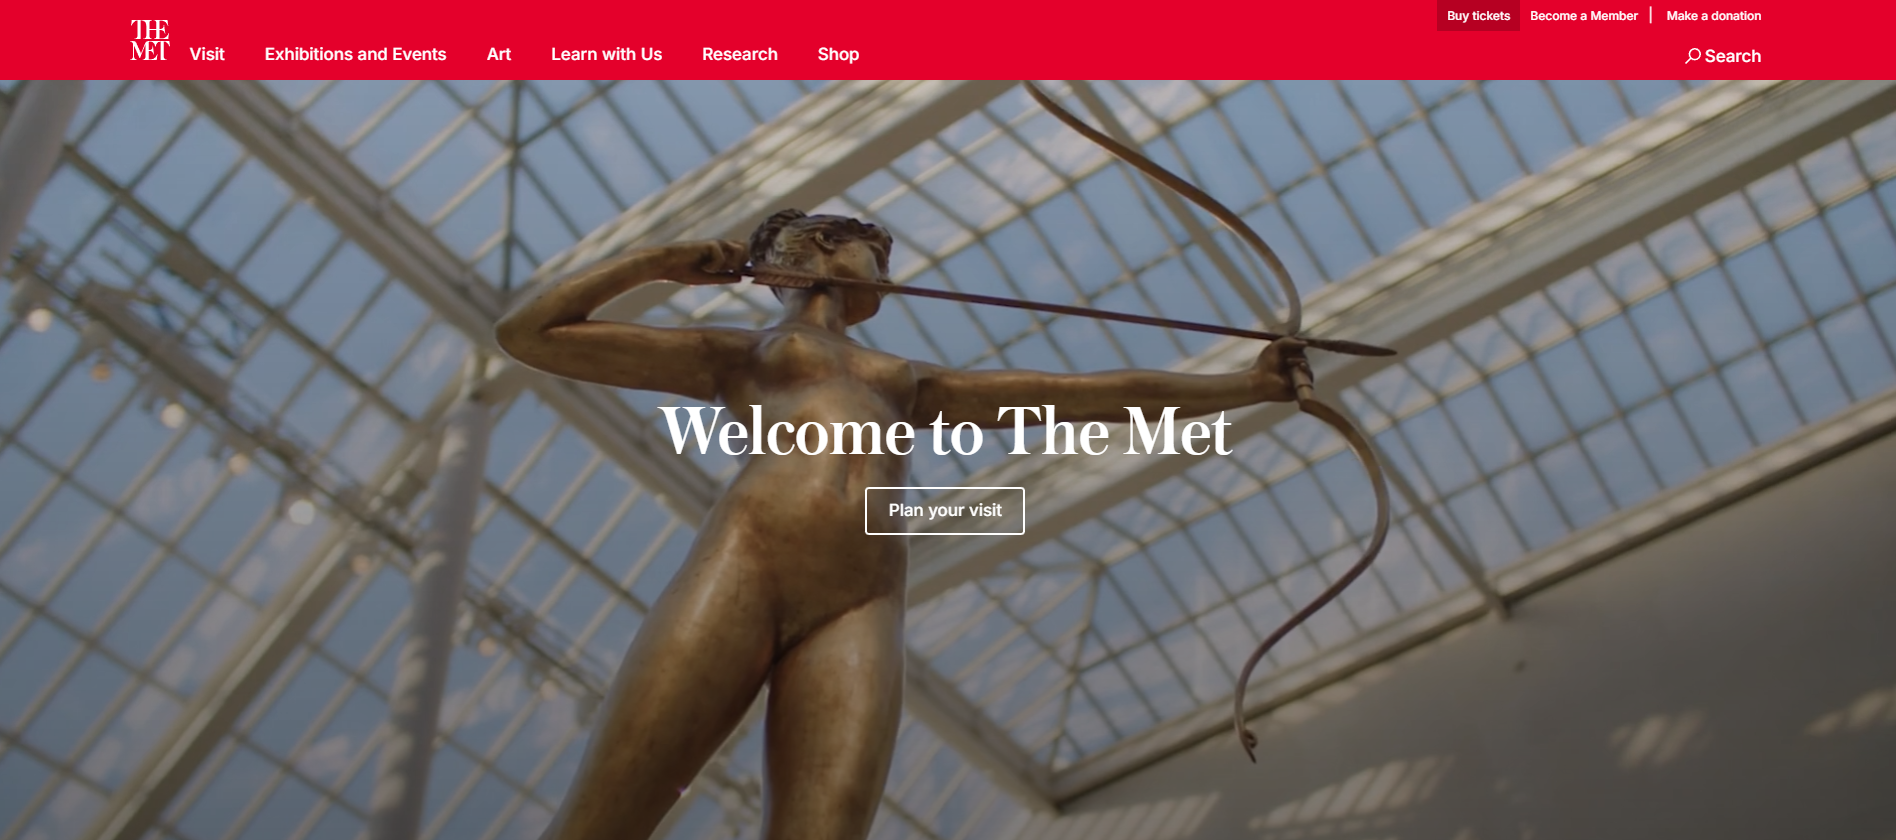 Buy tickets
Become a Member
Make a donation
THE
MET
Visit
Exhibitions and Events
Art
Learn with Us
Research
Shop
Search
Welcome to The Met
Plan your visit